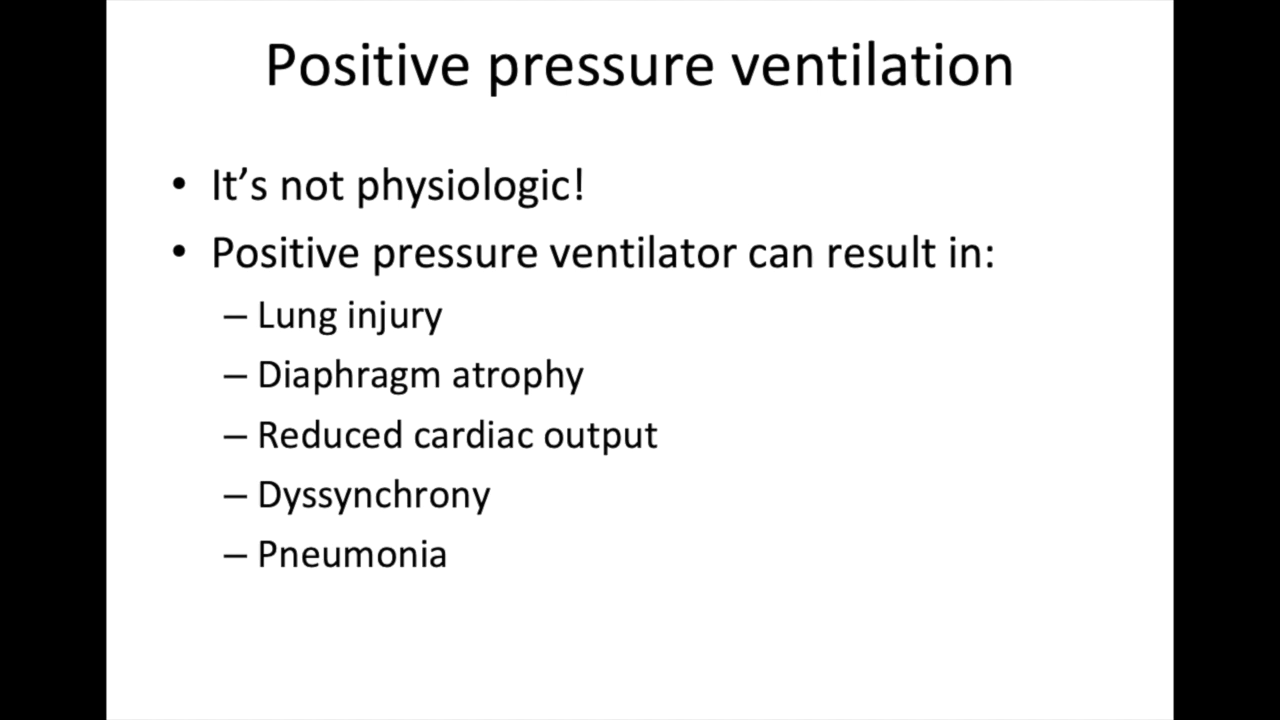 Positive pressure ventilation
• It’s not physiologic!
• Positive pressure ventilator can result in:
– Lung injury
– Diaphragm atrophy
– Reduced cardiac output
– Dyssynchrony
– Pneumonia